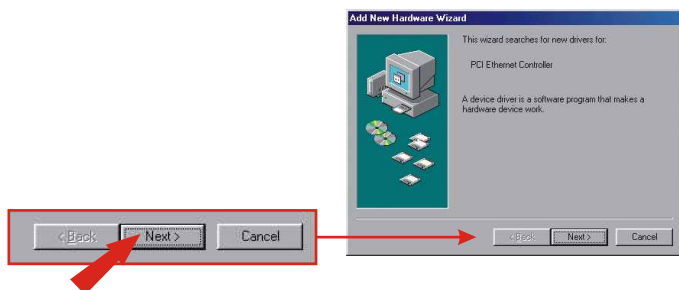 Add New Hardware Wizard
This wizard searches for new drivers for:
PCI Ethernet Controller
A device driver is a software program that makes a
hardware device work.
< Back Next > Cancel
< Back Next > Cancel